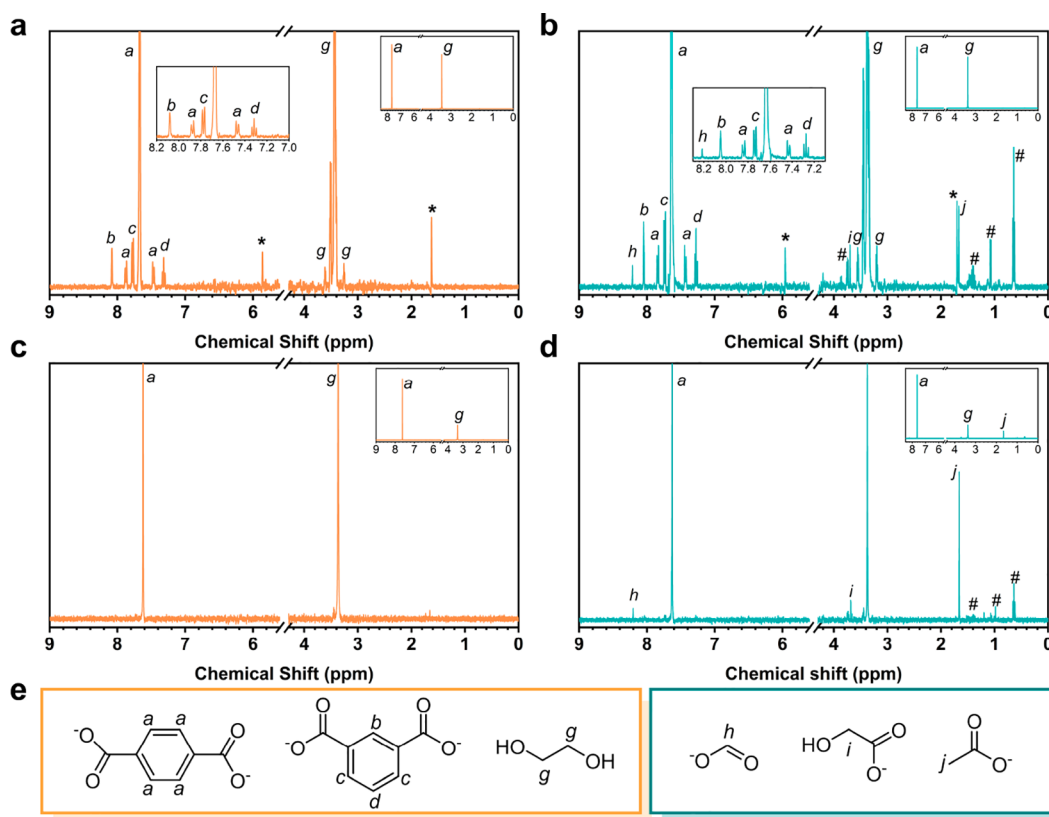 a
a
g
a g
8 7 6 5 4 3 2 1 0
b a c a d
8.2 8.0 7.8 7.6 7.4 7.2 7.0
b a c a d * g g *
9 8 7 6 4 3 2 1 0
Chemical Shift (ppm)
b
a
g
a g
8 7 6 5 4 3 2 1 0
h b a c a d
8.2 8.0 7.8 7.6 7.4 7.2
h b a c a d * # i g g * j # # #
9 8 7 6 4 3 2 1 0
Chemical Shift (ppm)
c
a
g
a g
9 8 7 6 5 4 3 2 1 0
9 8 7 6 4 3 2 1 0
Chemical Shift (ppm)
d
a
a g j
8 7 6 5 4 3 2 1 0
h i j # # #
9 8 7 6 4 3 2 1 0
Chemical shift (ppm)
e
a a
-O O O O-
a a
O b O
-O O-
c c
d
g
HO OH
g
h
-O O
HO O
i
O-
O
j O-